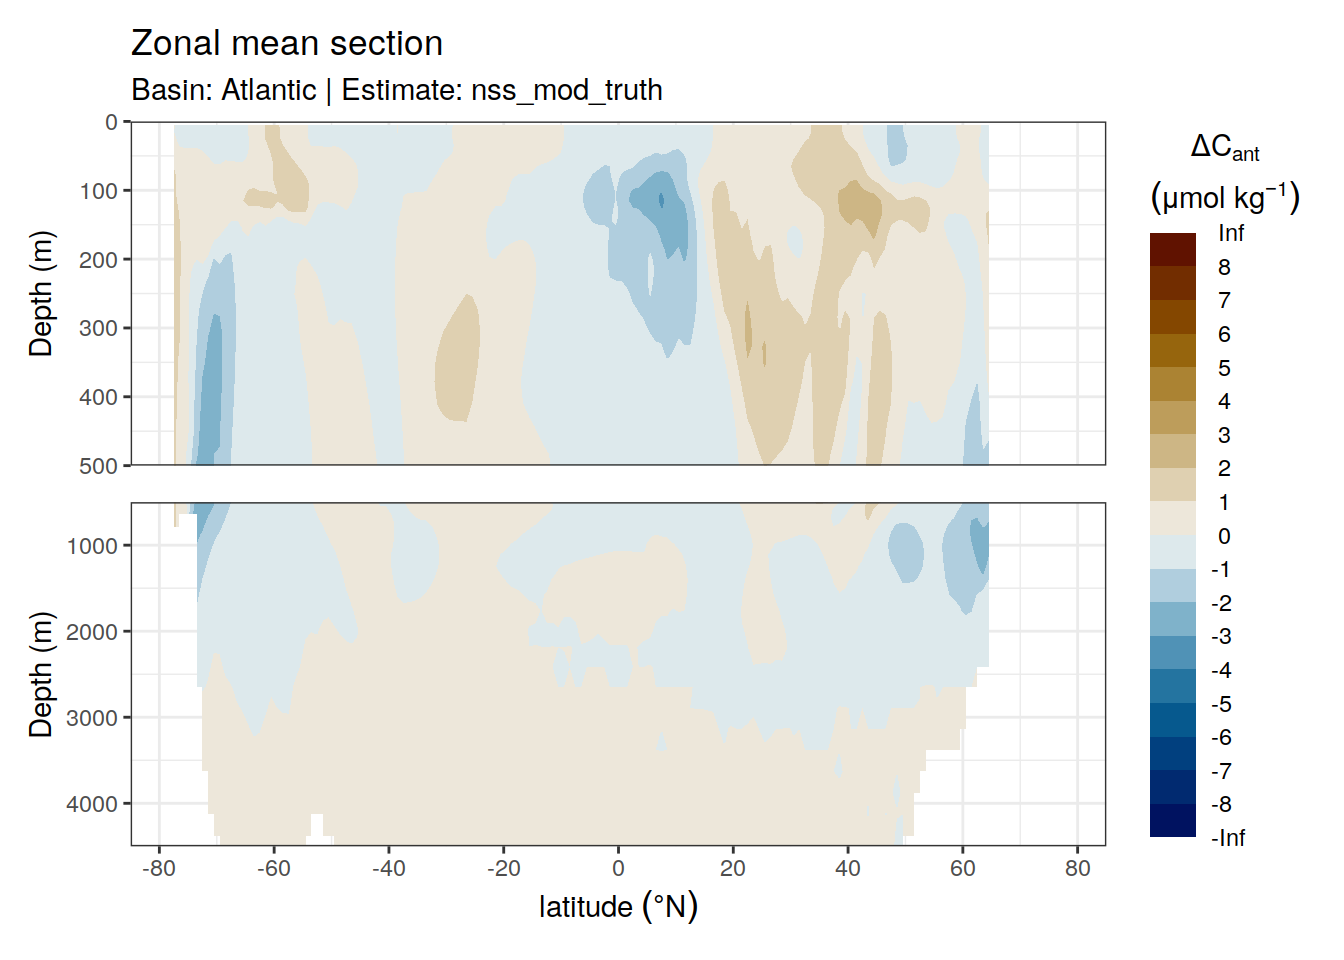 Zonal mean section
Basin: Atlantic | Estimate: nss_mod_truth
0
100
200
300
400
500
Depth (m)
1000
2000
3000
4000
Depth (m)
-80 -60 -40 -20 0 20 40 60 80
latitude (°N)
ΔCant
(μmol kg⁻¹)
Inf
8
7
6
5
4
3
2
1
0
-1
-2
-3
-4
-5
-6
-7
-8
-Inf